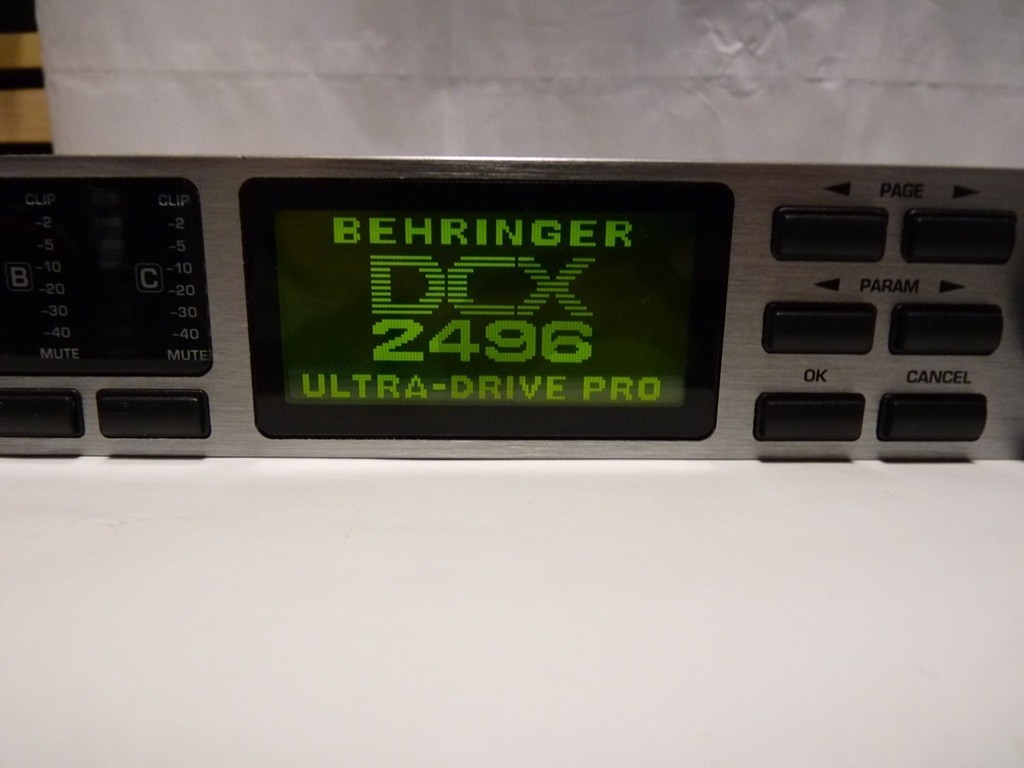 CLIP
-2
-5
B
-10
-20
-30
-40
MUTE
CLIP
-2
-5
C
-10
-20
-30
-40
MUTE
BEHRINGER
DCX
2496
ULTRA-DRIVE PRO
PAGE
PARAM
OK
CANCEL